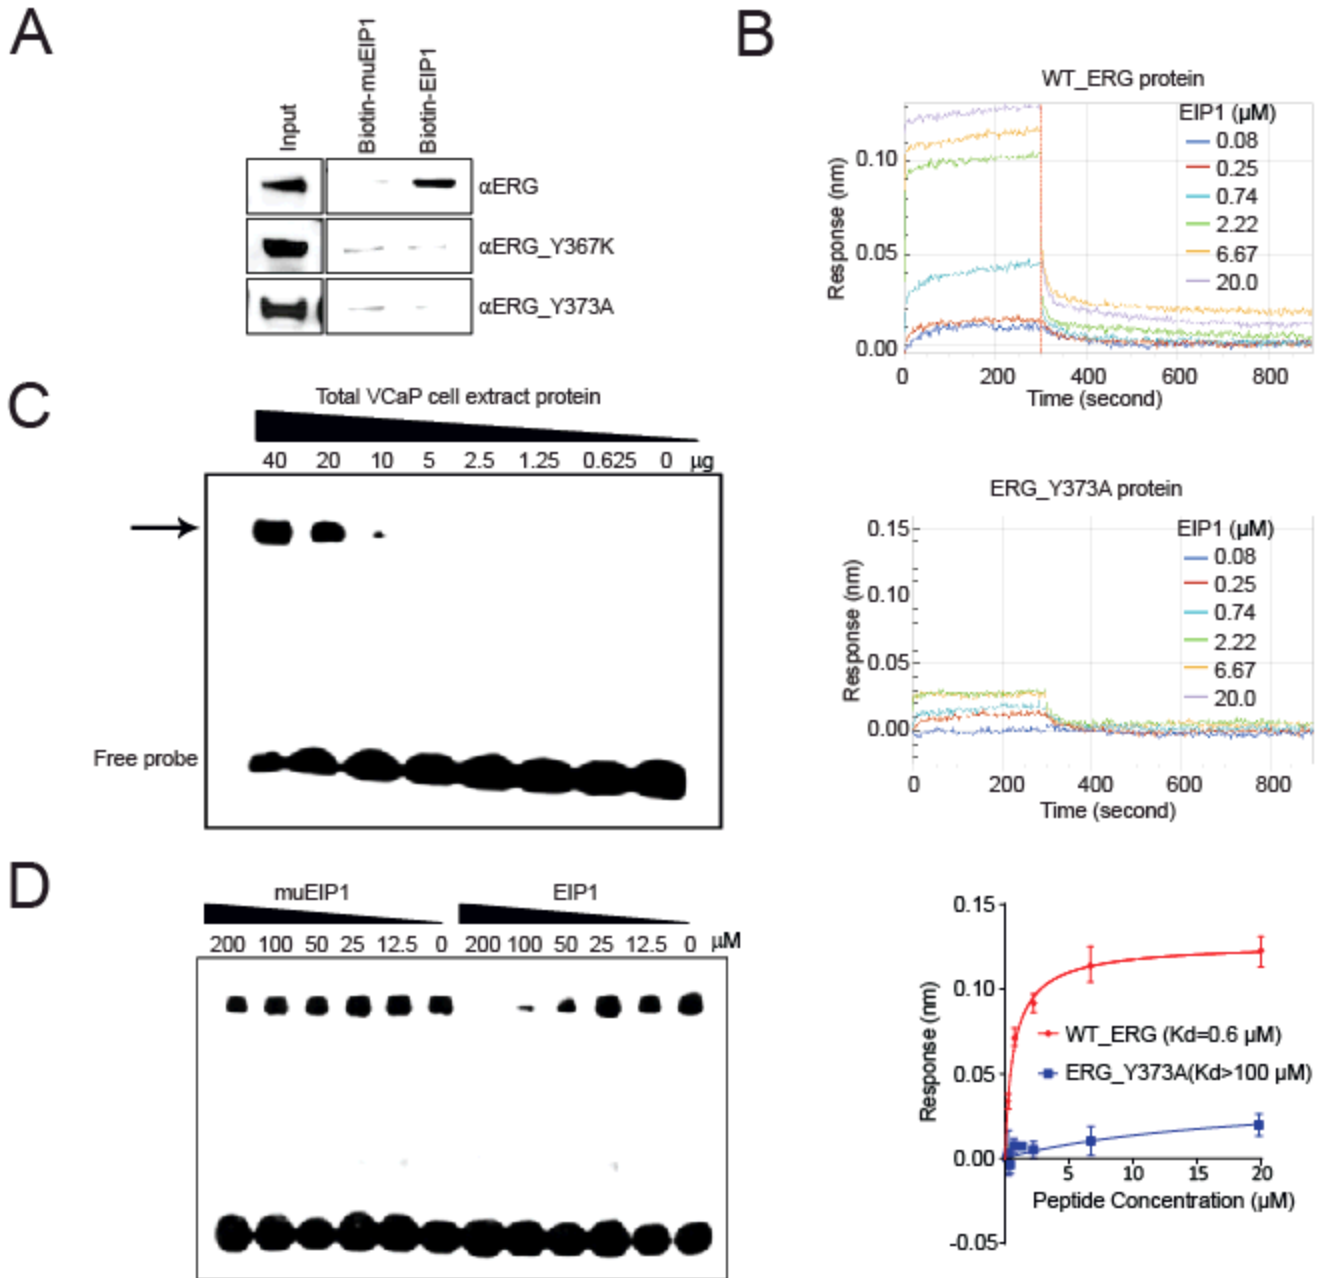 A
Input
Biotin-muEIP1
Biotin-EIP1
αERG
αERG_Y367K
αERG_Y373A
B
WT_ERG protein
EIP1 (µM)
0.08
0.25
0.74
2.22
6.67
20.0
Response (nm)
0.10
0.05
0.00
0 200 400 600 800
Time (second)
ERG_Y373A protein
EIP1 (µM)
0.08
0.25
0.74
2.22
6.67
20.0
Response (nm)
0.15
0.10
0.05
0.00
0 200 400 600 800
Time (second)
0.15
0.10
0.05
0.00
-0.05
Response (nm)
WT_ERG (Kd=0.6 µM)
ERG_Y373A(Kd>100 µM)
5 10 15 20
Peptide Concentration (µM)
C
Total VCaP cell extract protein
40 20 10 5 2.5 1.25 0.625 0 µg
Free probe
D
muEIP1 EIP1
200 100 50 25 12.5 0 200 100 50 25 12.5 0 µM